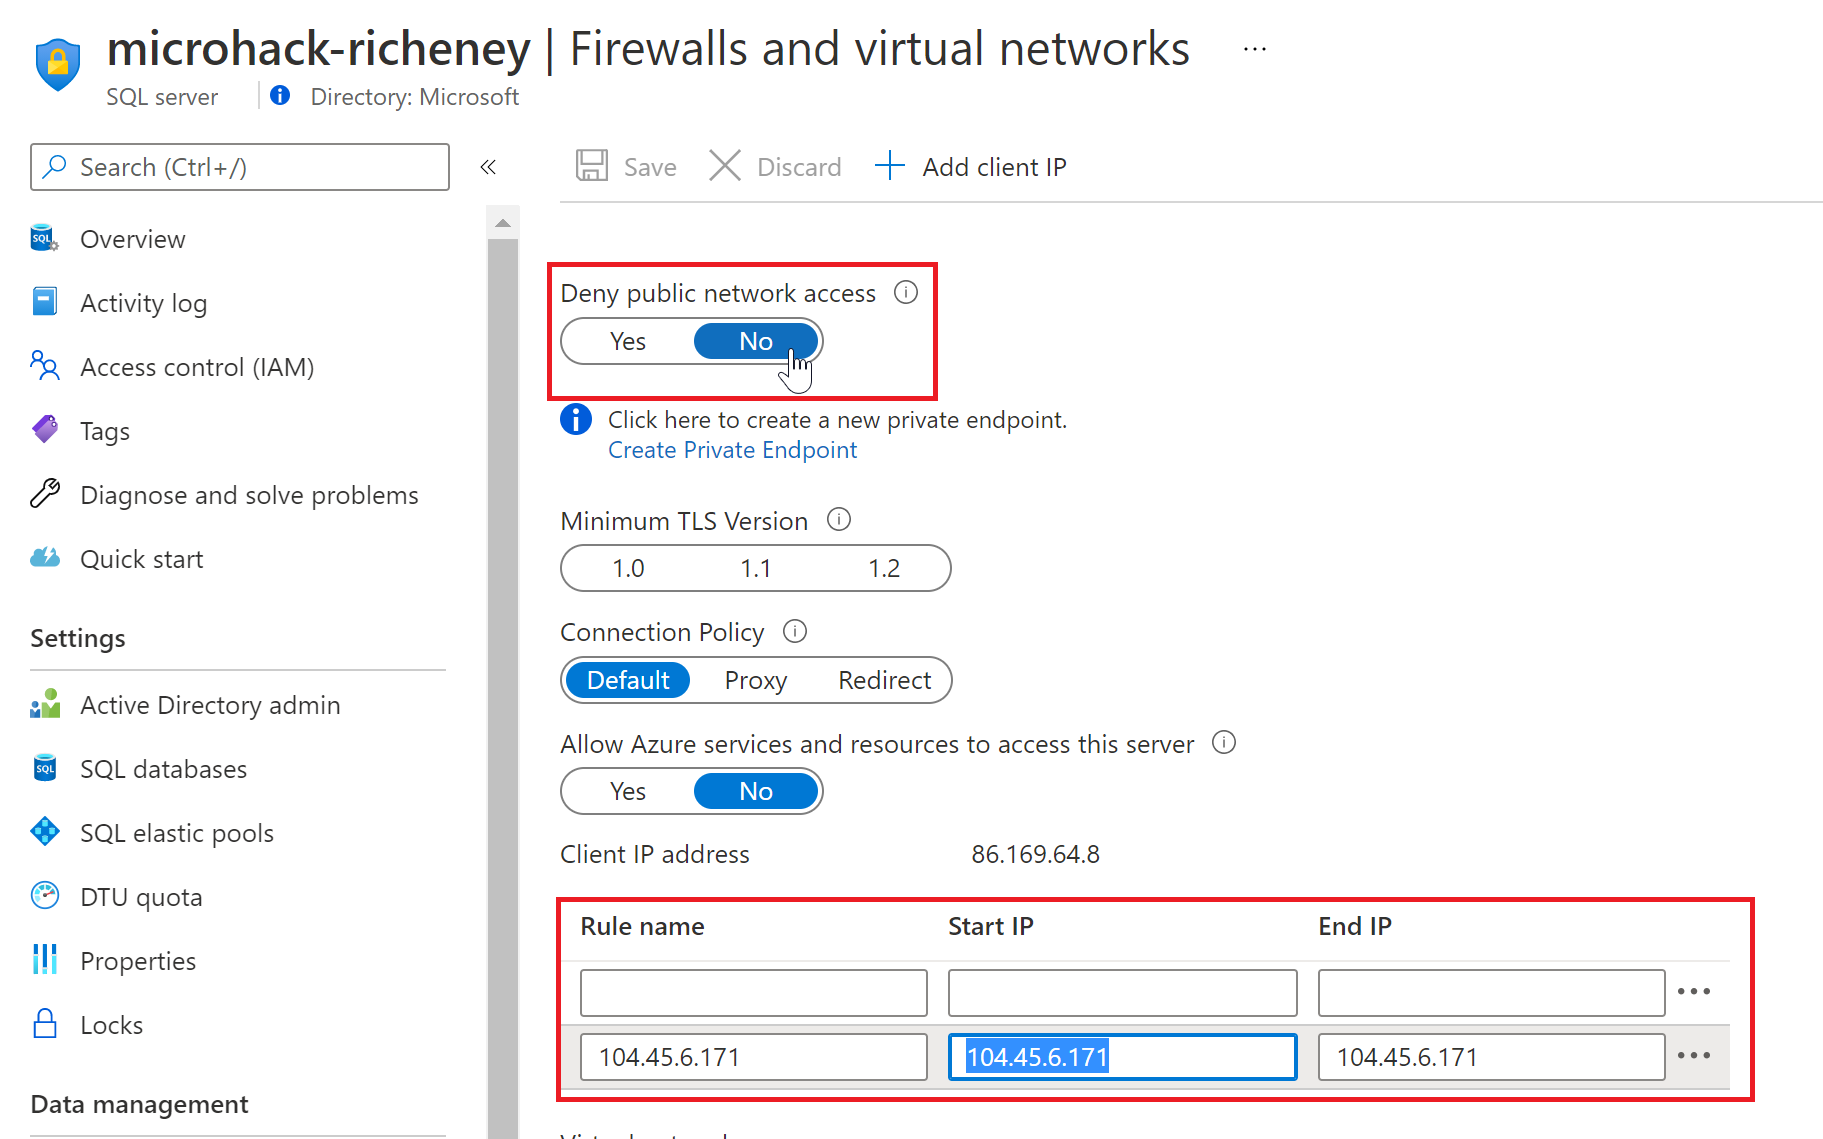 microhack-richeney | Firewalls and virtual networks ...
SQL server
Directory: Microsoft
Search (Ctrl+/)
«
Save
Discard
Add client IP
Overview
Activity log
Access control (IAM)
Tags
Diagnose and solve problems
Quick start
Settings
Active Directory admin
SQL databases
SQL elastic pools
DTU quota
Properties
Locks
Data management
Deny public network access
Yes No
Click here to create a new private endpoint.
Create Private Endpoint
Minimum TLS Version
1.0 1.1 1.2
Connection Policy
Default Proxy Redirect
Allow Azure services and resources to access this server
Yes No
Client IP address 86.169.64.8
Rule name Start IP End IP
104.45.6.171 104.45.6.171 104.45.6.171